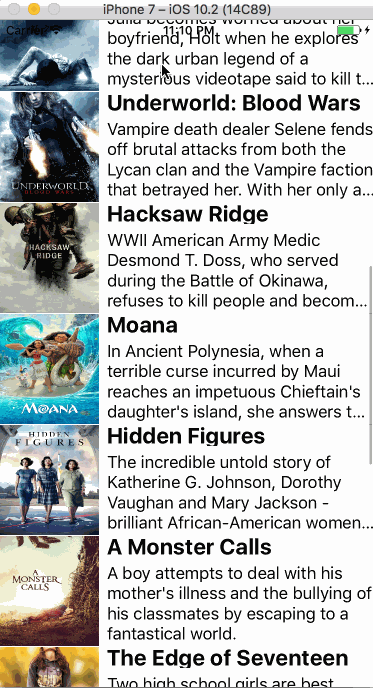 iPhone 7 – iOS 10.2 (14C89)
Julia becomes worried about her
Carrier 11:10 PM
boyfriend, Holt when he explores
the dark urban legend of a
mysterious videotape said to kill t...
Underworld: Blood Wars
Vampire death dealer Selene fends
off brutal attacks from both the
Lycan clan and the Vampire faction
that betrayed her. With her only a...
UNDERWORLD
BLOOD WARS
Hacksaw Ridge
WWII American Army Medic
Desmond T. Doss, who served
during the Battle of Okinawa,
refuses to kill people and becom...
HACKSAW
RIDGE
Moana
In Ancient Polynesia, when a
terrible curse incurred by Maui
reaches an impetuous Chieftain's
daughter's island, she answers t...
MOANA
Hidden Figures
The incredible untold story of
Katherine G. Johnson, Dorothy
Vaughan and Mary Jackson -
brilliant African-American women...
HIDDEN
FIGURES
A Monster Calls
A boy attempts to deal with his
mother's illness and the bullying of
his classmates by escaping to a
fantastical world.
A
MONSTER
CALLS
The Edge of Seventeen
Two high school girls are best